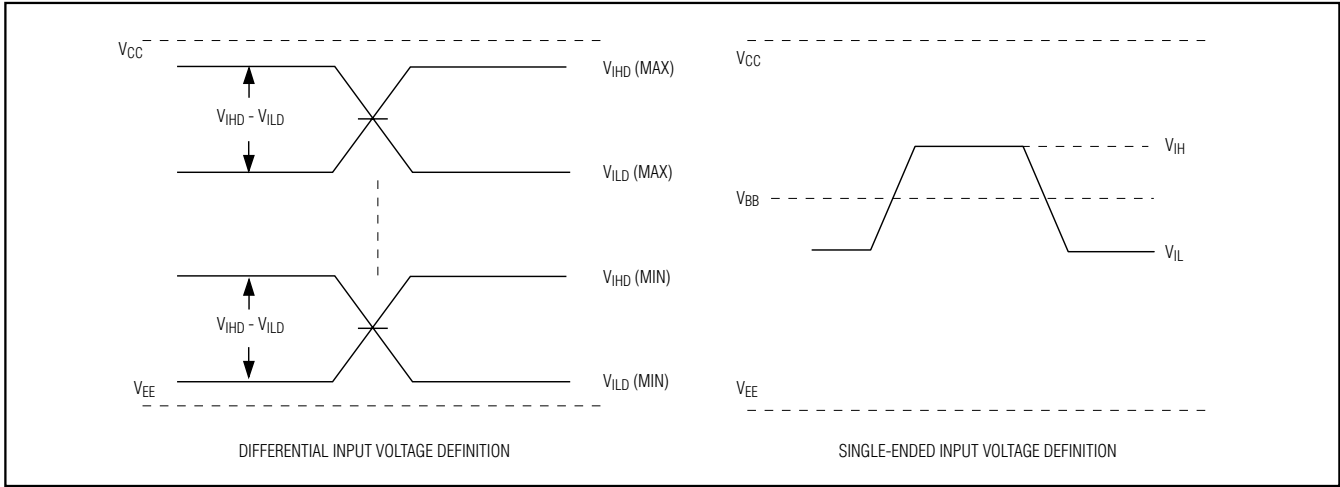 VCC
VIHD (MAX)
VIHD - VILD
VILD (MAX)
VIHD (MIN)
VIHD - VILD
VEE
VILD (MIN)
DIFFERENTIAL INPUT VOLTAGE DEFINITION
VCC
VIH
VBB
VIL
VEE
SINGLE-ENDED INPUT VOLTAGE DEFINITION